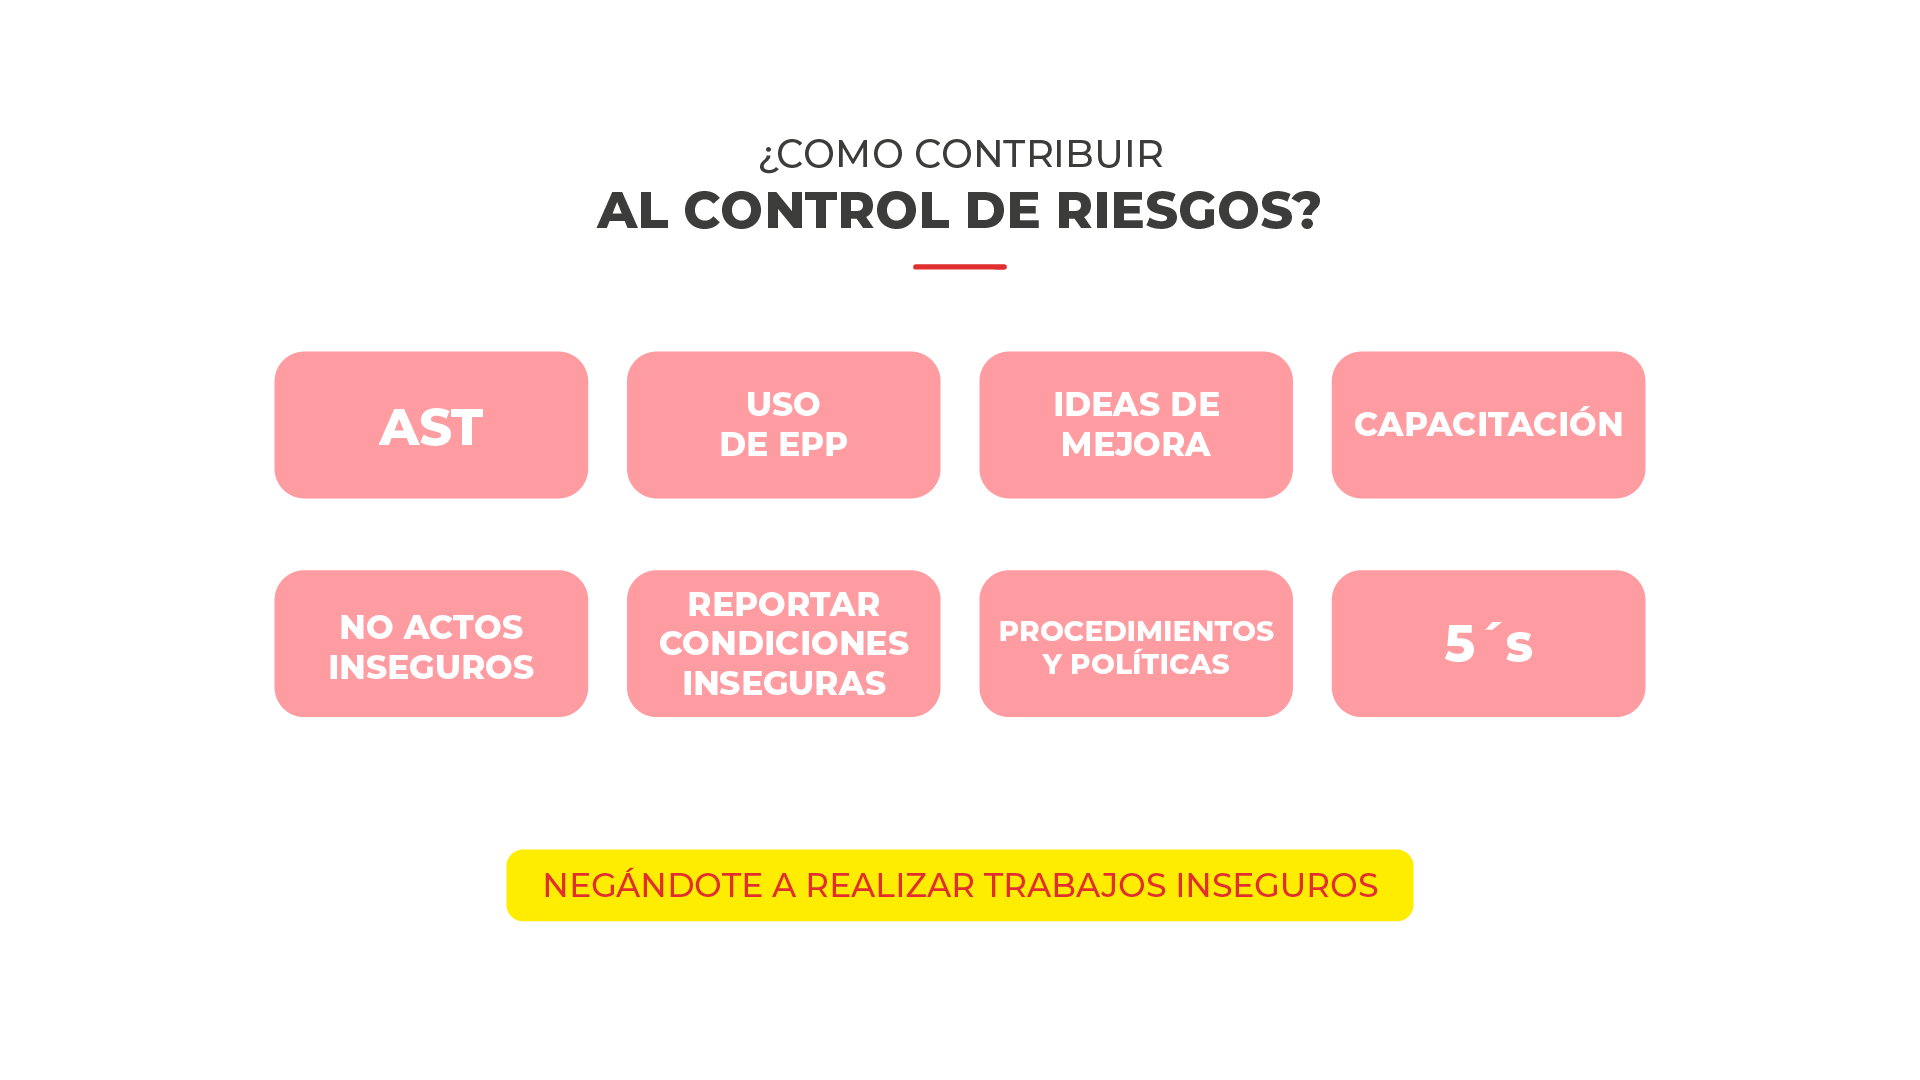 ¿COMO CONTRIBUIR
AL CONTROL DE RIESGOS?
AST
USO
DE EPP
IDEAS DE
MEJORA
CAPACITACIÓN
NO ACTOS
INSEGUROS
REPORTAR
CONDICIONES
INSEGURAS
PROCEDIMIENTOS
Y POLÍTICAS
5´s
NEGÁNDOTE A REALIZAR TRABAJOS INSEGUROS